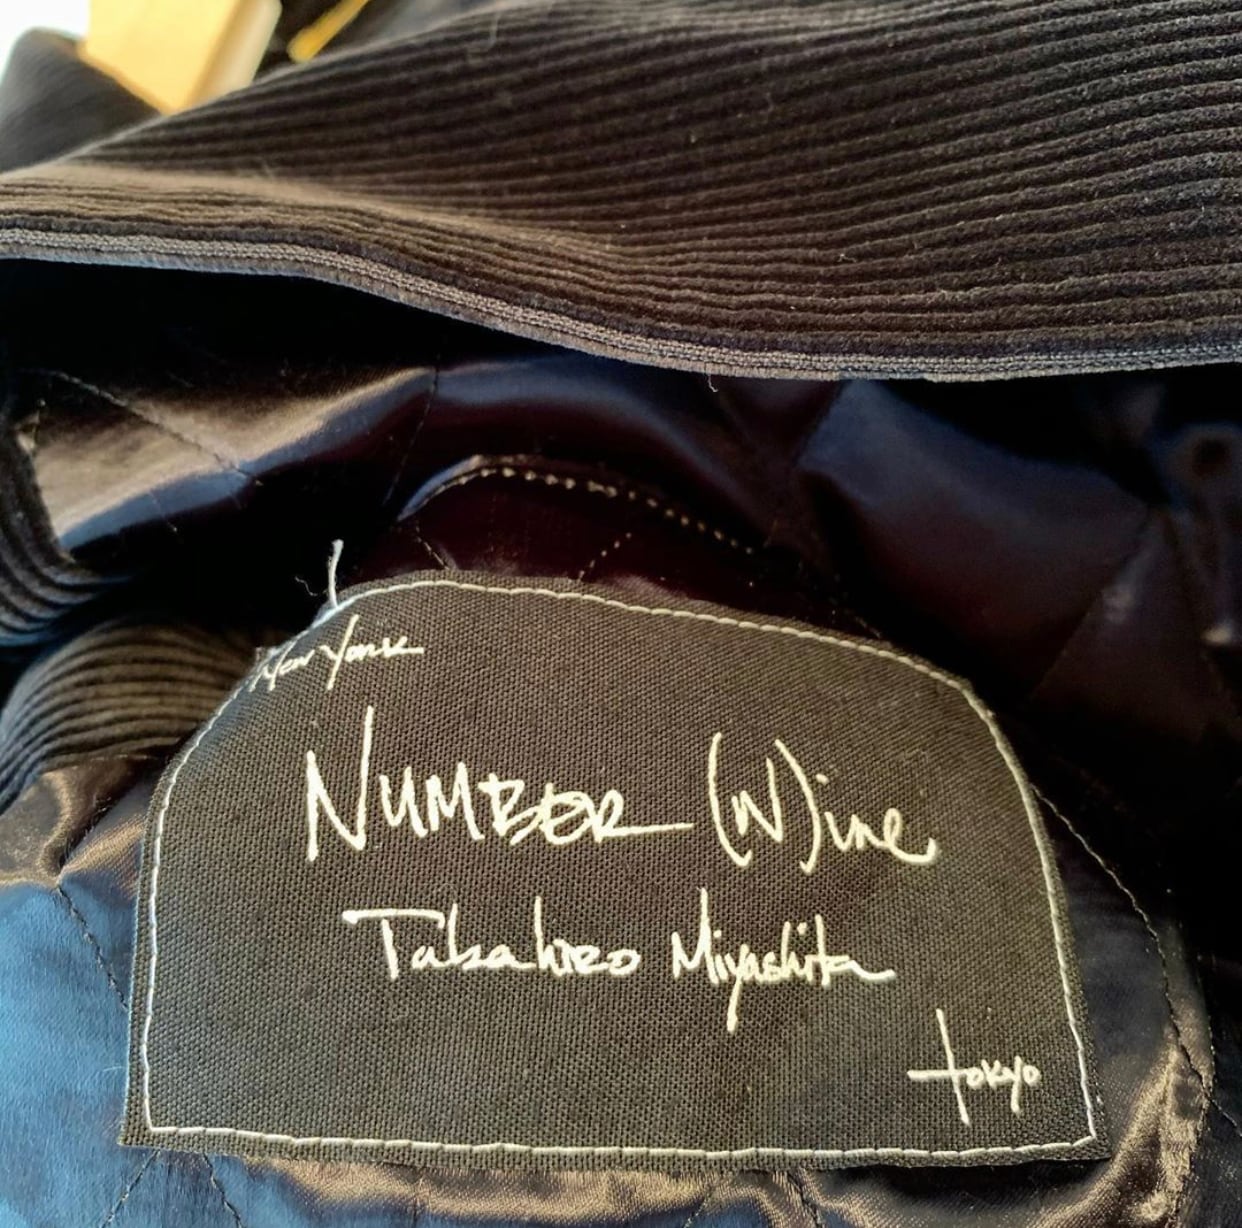 New York
NUMBER (N)ine
Takahiro Miyashita
tokyo